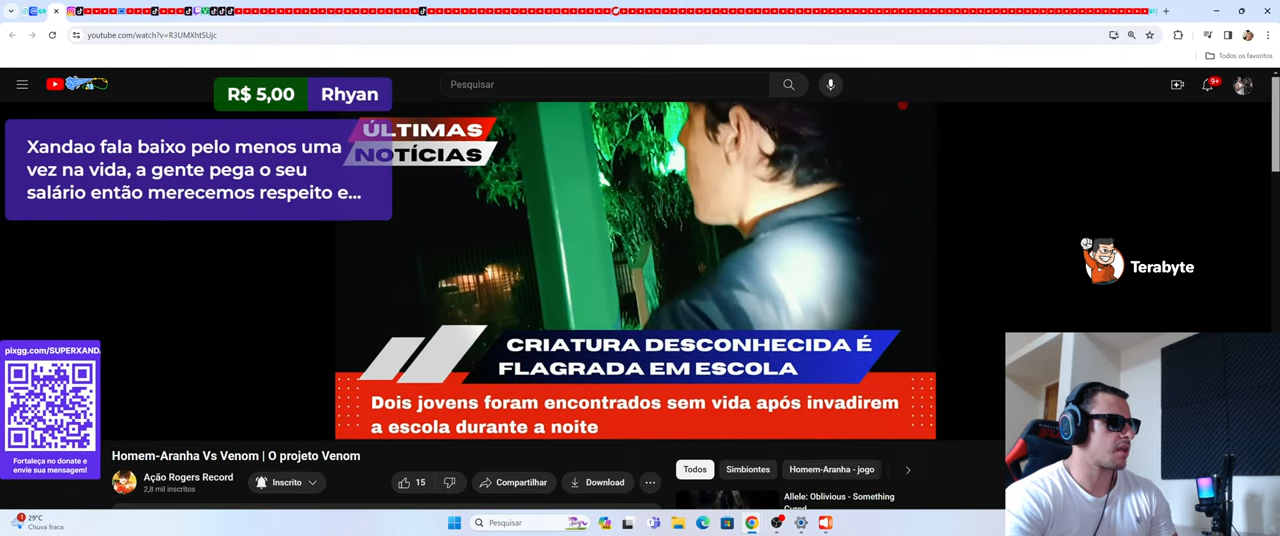 youtube.com/watch?v=R3UMXhtSUjc
Todos os favoritos
R$ 5,00 Rhyan
Pesquisar
9+
Xandao fala baixo pelo menos uma
vez na vida, a gente pega o seu
salário então merecemos respeito e...
ÚLTIMAS
NOTÍCIAS
Terabyte
CRIATURA DESCONHECIDA É
FLAGRADA EM ESCOLA
Dois jovens foram encontrados sem vida após invadirem
a escola durante a noite
pixgg.com/SUPERXANDA
Fortaleça no donate e
envie sua mensagem!
Homem-Aranha Vs Venom | O projeto Venom
Ação Rogers Record
2,8 mil inscritos
Inscrito
15
Compartilhar
Download
Todos
Simbiontes
Homem-Aranha - jogo
Allele: Oblivious - Something
Cured
1
29°C
Chuva fraca
Pesquisar